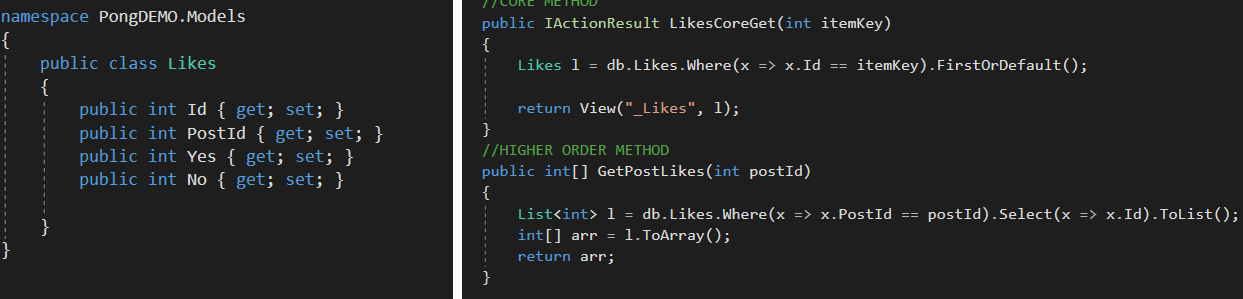 namespace PongDEMO.Models
{
public class Likes
{
public int Id { get; set; }
public int PostId { get; set; }
public int Yes { get; set; }
public int No { get; set; }
}
}
//CORE METHOD
public IActionResult LikesCoreGet(int itemKey)
{
Likes l = db.Likes.Where(x => x.Id == itemKey).FirstOrDefault();
return View("_Likes", l);
}
//HIGHER ORDER METHOD
public int[] GetPostLikes(int postId)
{
List<int> l = db.Likes.Where(x => x.PostId == postId).Select(x => x.Id).ToList();
int[] arr = l.ToArray();
return arr;
}